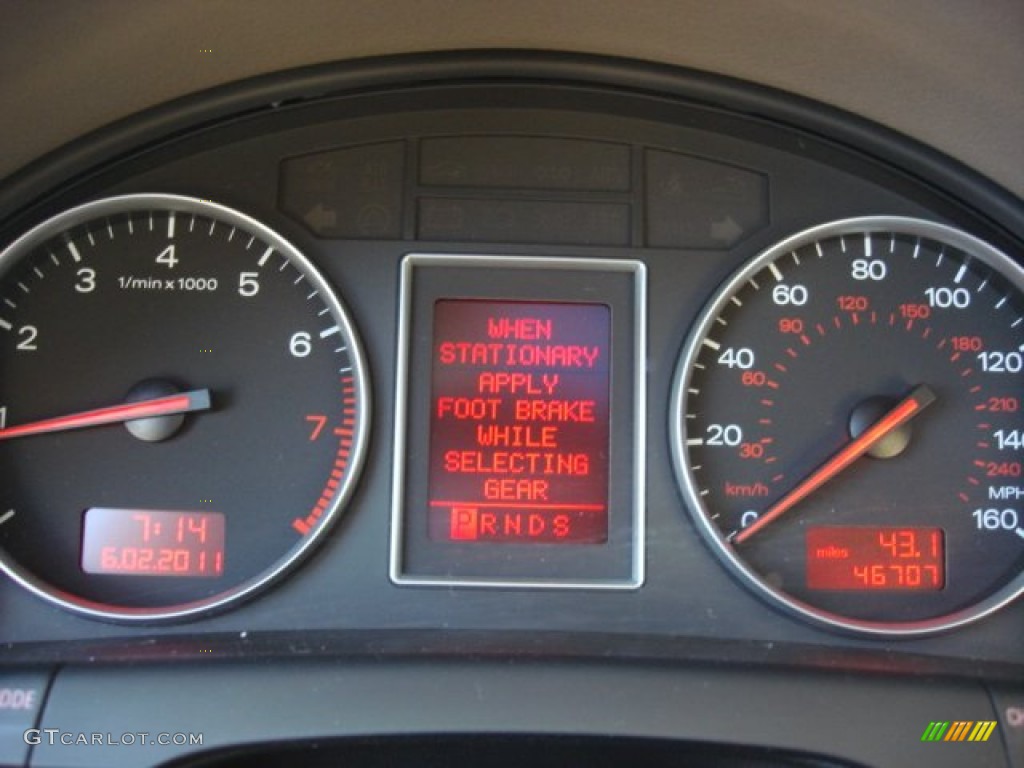 1 2 3 4 5 6 7
1/min x 1000
7:14
6.02.2011
WHEN
STATIONARY
APPLY
FOOT BRAKE
WHILE
SELECTING
GEAR
P R N D S
0 20 40 60 80 100 120 140 160
MPH
km/h 30 60 90 120 150 180 210 240
43.1
miles 46707
ODE
GTCARLOT.COM